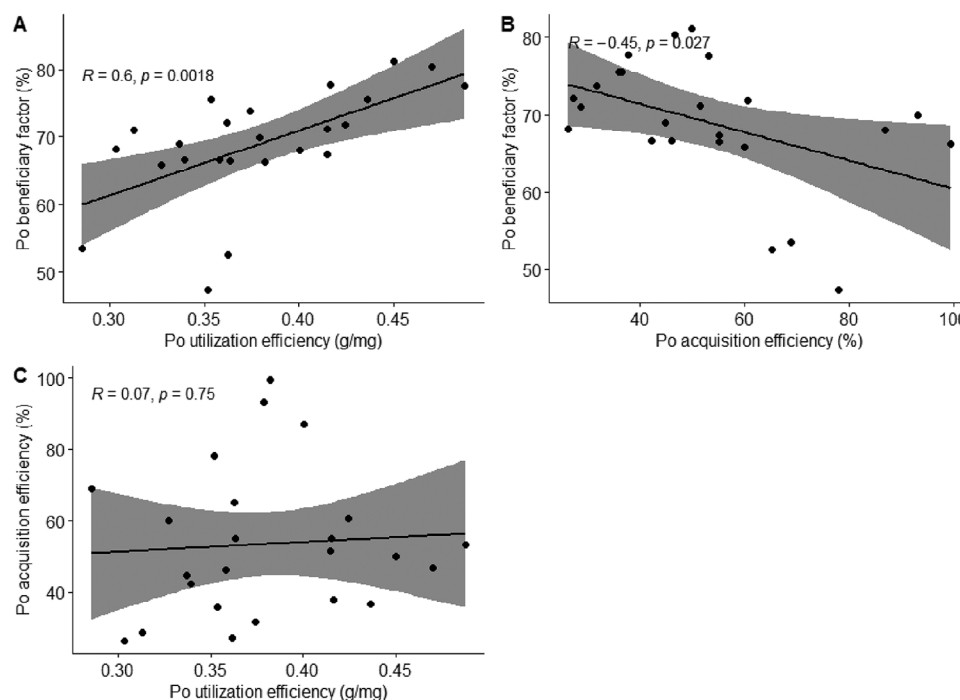 A
R = 0.6, p = 0.0018
Po beneficiary factor (%)
80
70
60
50
0.30 0.35 0.40 0.45
Po utilization efficiency (g/mg)
B
R = −0.45, p = 0.027
Po beneficiary factor (%)
80
70
60
50
40 60 80 100
Po acquisition efficiency (%)
C
R = 0.07, p = 0.75
Po acquisition efficiency (%)
100
80
60
40
0.30 0.35 0.40 0.45
Po utilization efficiency (g/mg)